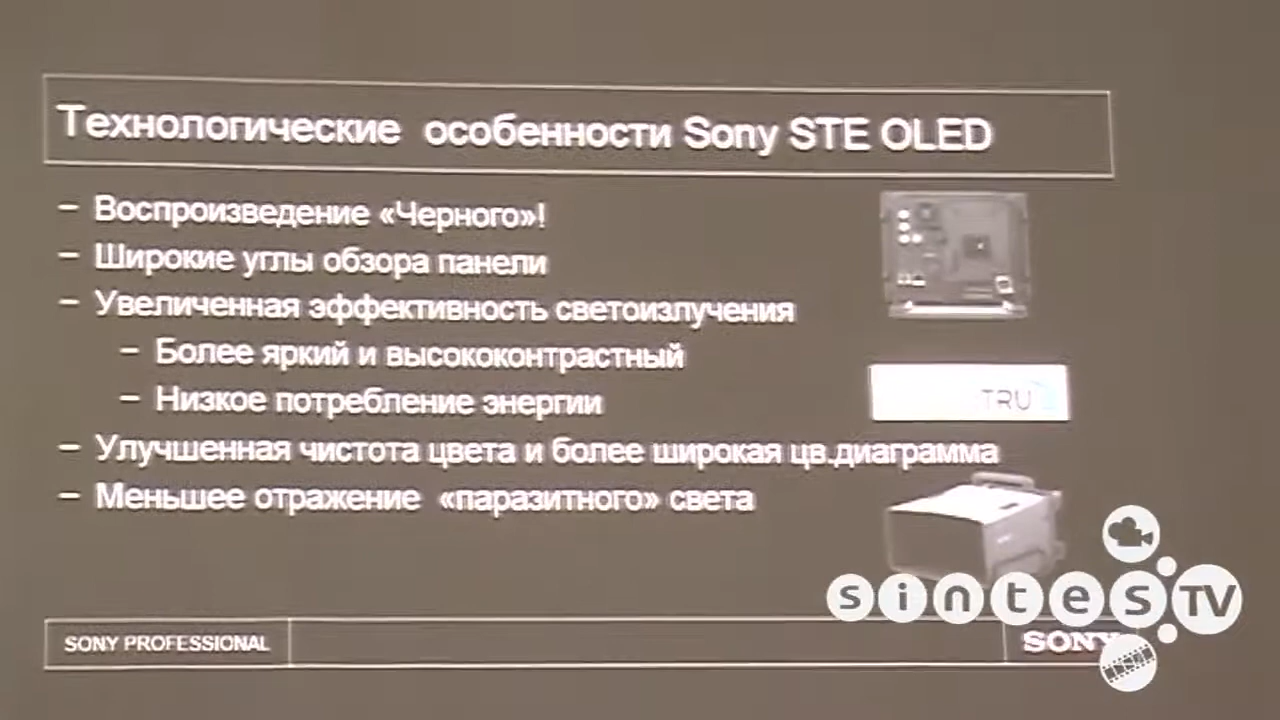 Технологические особенности Sony STE OLED
– Воспроизведение «Черного»!
– Широкие углы обзора панели
– Увеличенная эффективность светоизлучения
– Более яркий и высококонтрастный
– Низкое потребление энергии
TRU
– Улучшенная чистота цвета и более широкая цв.диаграмма
– Меньшее отражение «паразитного» света
sintesTV
SONY PROFESSIONAL
SONY